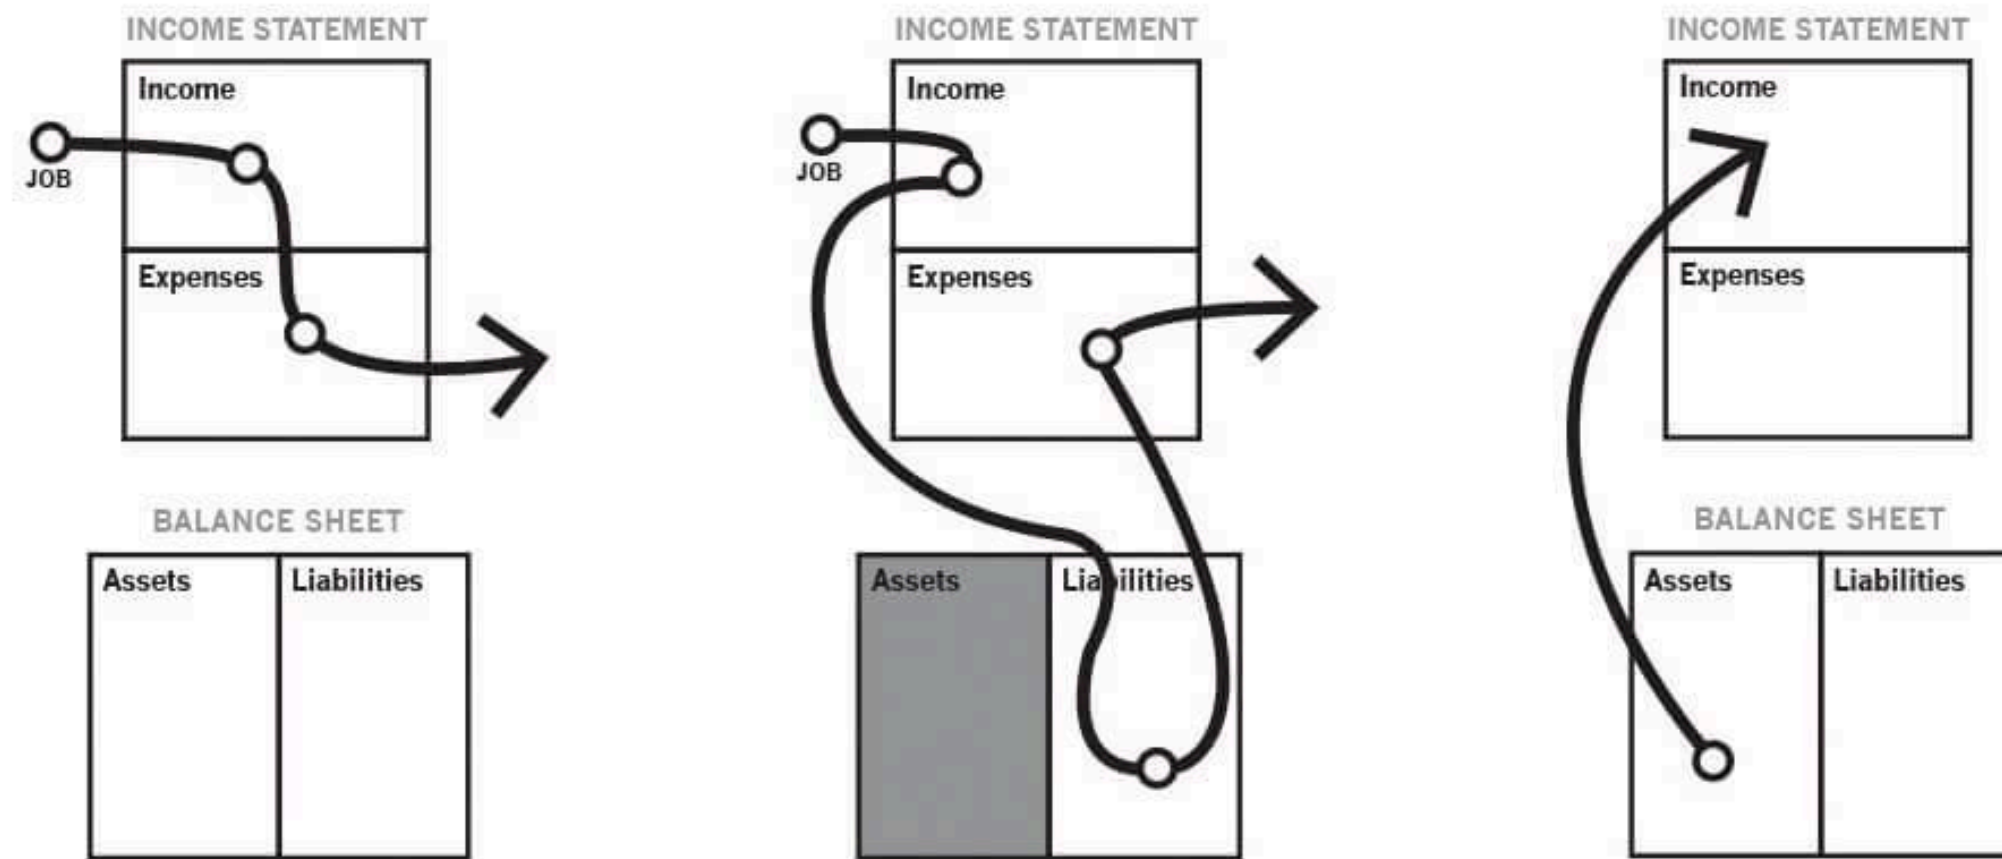 INCOME STATEMENT
Income
JOB
Expenses
BALANCE SHEET
Assets Liabilities
INCOME STATEMENT
Income
JOB
Expenses
Assets Liabilities
INCOME STATEMENT
Income
Expenses
BALANCE SHEET
Assets Liabilities